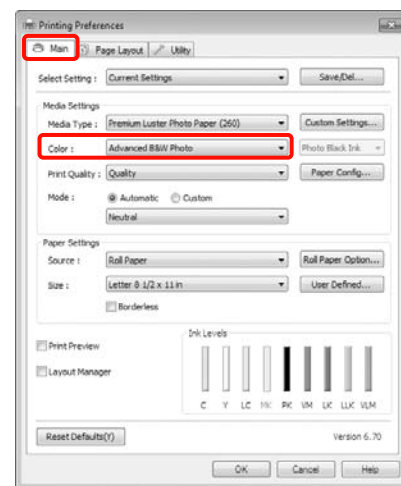 Printing Preferences
Main Page Layout Utility
Select Setting : Current Settings Save/Del...
Media Settings
Media Type : Premium Luster Photo Paper (260) Custom Settings...
Color : Advanced B&W Photo Photo Black Ink
Print Quality : Quality Paper Config...
Mode : Automatic Custom
Neutral
Paper Settings
Source : Roll Paper Roll Paper Option...
Size : Letter 8 1/2 x 11 in User Defined...
Borderless
Ink Levels
Print Preview
Layout Manager
C Y LC MK PK VM LK LLK VLM
Reset Defaults(Y) Version 6.70
OK Cancel Help